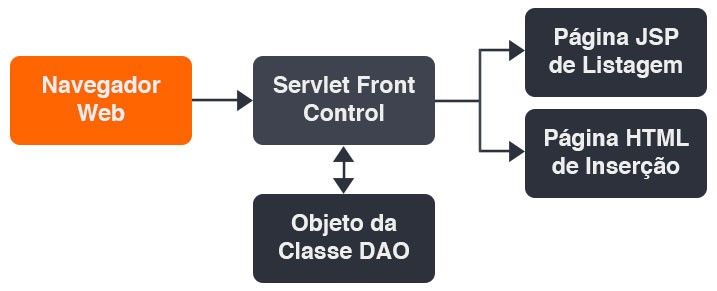 Navegador
Web
Servlet Front
Control
Objeto da
Classe DAO
Página JSP
de Listagem
Página HTML
de Inserção